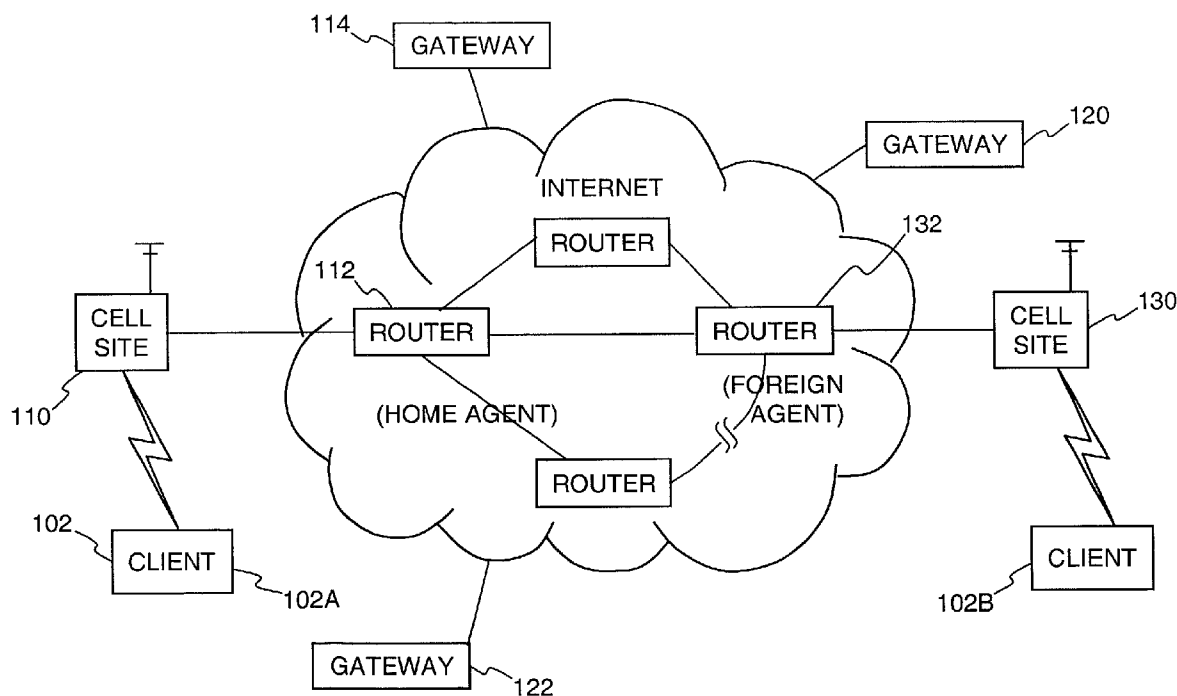 114
GATEWAY
120
GATEWAY
INTERNET
ROUTER
132
112
CELL
SITE
ROUTER
ROUTER
CELL
SITE
130
110
(HOME AGENT)
(FOREIGN
AGENT)
ROUTER
102
CLIENT
102A
CLIENT
102B
GATEWAY
122